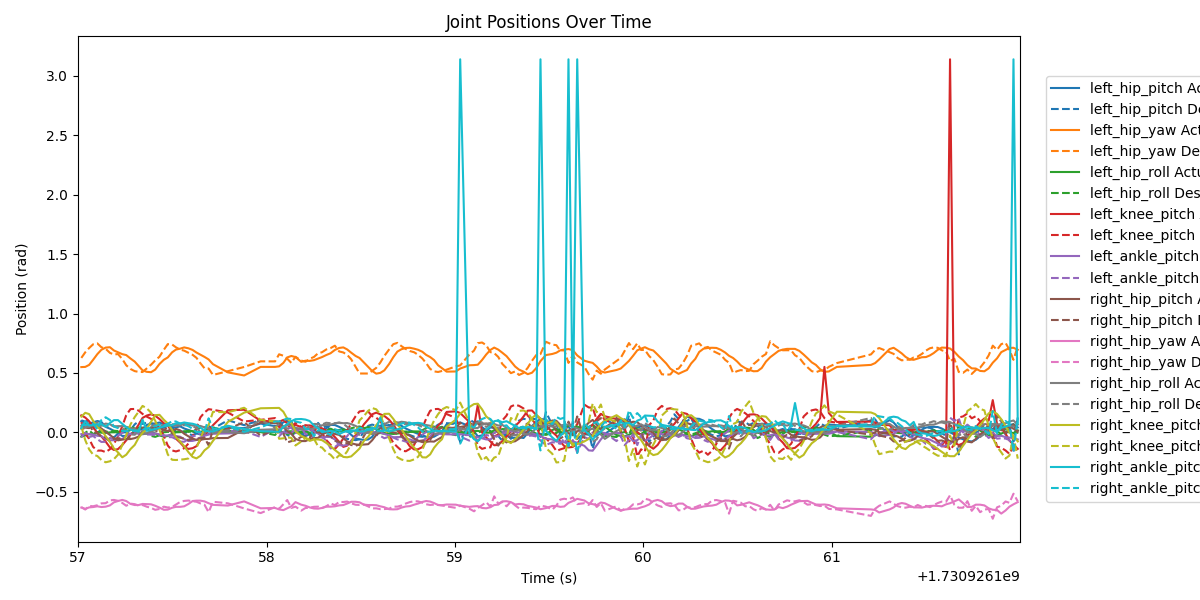 Joint Positions Over Time
Position (rad)
3.0
2.5
2.0
1.5
1.0
0.5
0.0
−0.5
57
58
59
60
61
Time (s)
+1.7309261e9
left_hip_pitch Ac
left_hip_pitch De
left_hip_yaw Act
left_hip_yaw De
left_hip_roll Actu
left_hip_roll Des
left_knee_pitch
left_knee_pitch
left_ankle_pitch
left_ankle_pitch
right_hip_pitch A
right_hip_pitch
right_hip_yaw A
right_hip_yaw D
right_hip_roll Ac
right_hip_roll De
right_knee_pitch
right_knee_pitch
right_ankle_pitc
right_ankle_pitc